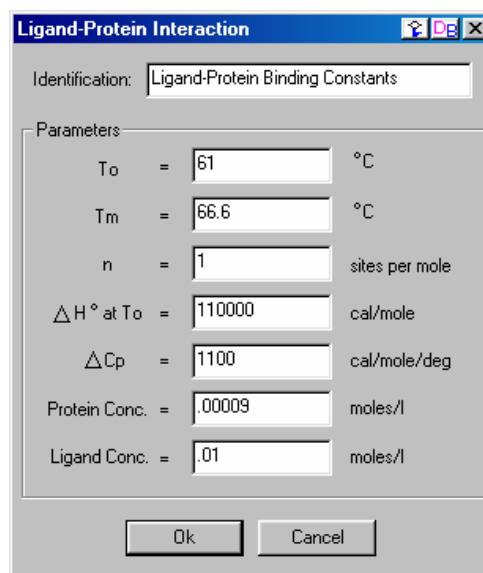 Ligand-Protein Interaction
Identification: Ligand-Protein Binding Constants
Parameters
To = 61 °C
Tm = 66.6 °C
n = 1 sites per mole
△H° at To = 110000 cal/mole
△Cp = 1100 cal/mole/deg
Protein Conc. = .00009 moles/l
Ligand Conc. = .01 moles/l
Ok Cancel